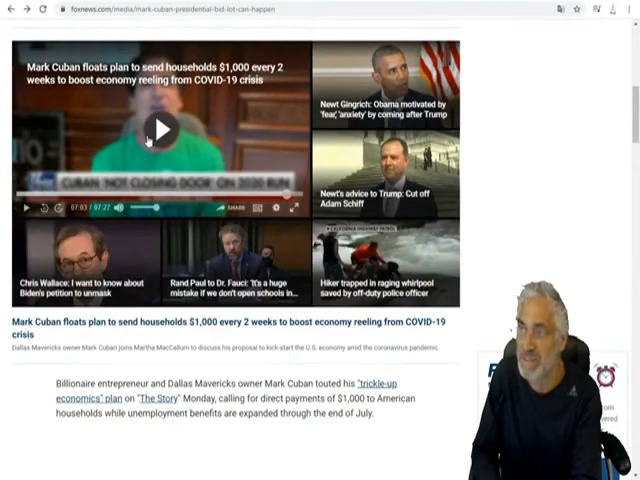 foxnews.com/media/mark-cuban-presidential-bid-lot-can-happen
Mark Cuban floats plan to send households $1,000 every 2
weeks to boost economy reeling from COVID-19 crisis
CUBAN 'NOT CLOSING DOOR' ON 2020 RUN
07:03 / 07:27
SHARE
Newt Gingrich: Obama motivated by
'fear,' 'anxiety' by coming after Trump
Newt's advice to Trump: Cut off
Adam Schiff
Chris Wallace: I want to know about
Biden's petition to unmask
Rand Paul to Dr. Fauci: 'It's a huge
mistake if we don't open schools in...
CALIFORNIA HIGHWAY PATROL
Hiker trapped in raging whirlpool
saved by off-duty police officer
Mark Cuban floats plan to send households $1,000 every 2 weeks to boost economy reeling from COVID-19
crisis
Dallas Mavericks owner Mark Cuban joins Martha MacCallum to discuss his proposal to kick-start the U.S. economy amid the coronavirus pandemic.
Billionaire entrepreneur and Dallas Mavericks owner Mark Cuban touted his "trickle-up
economics" plan on "The Story" Monday, calling for direct payments of $1,000 to American
households while unemployment benefits are expanded through the end of July.